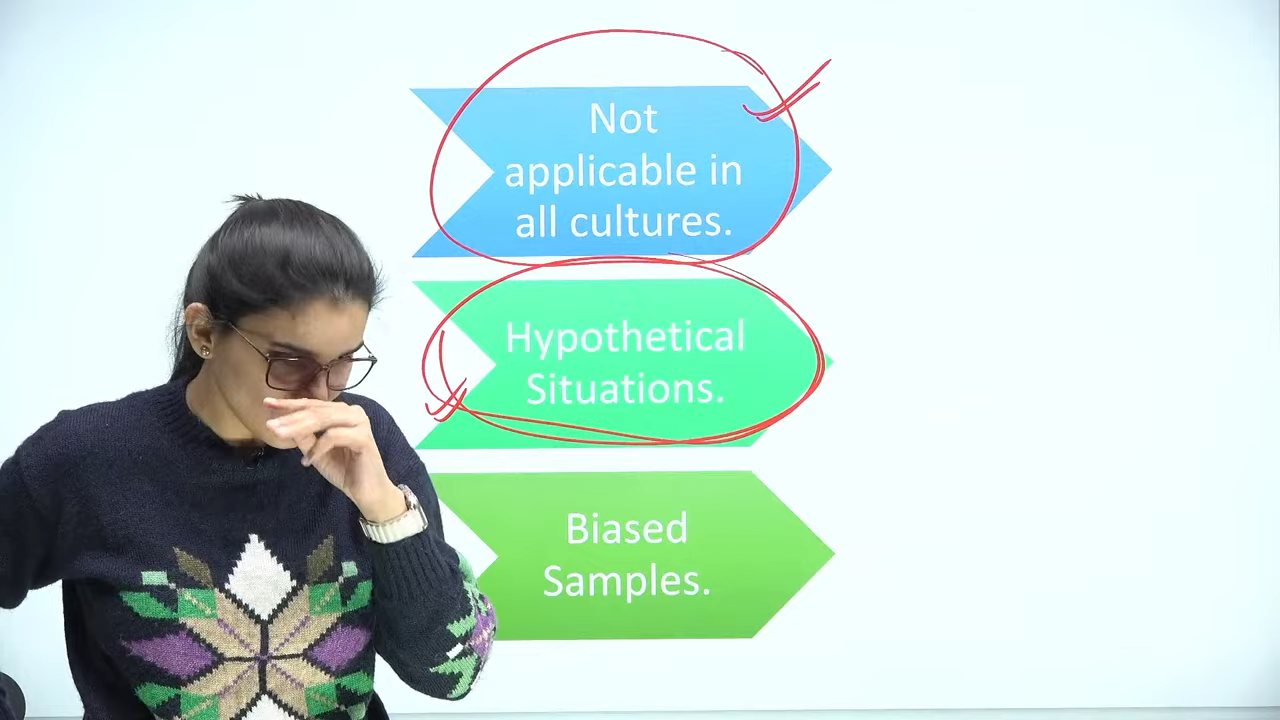 Not
applicable in
all cultures.
Hypothetical
Situations.
Biased
Samples.